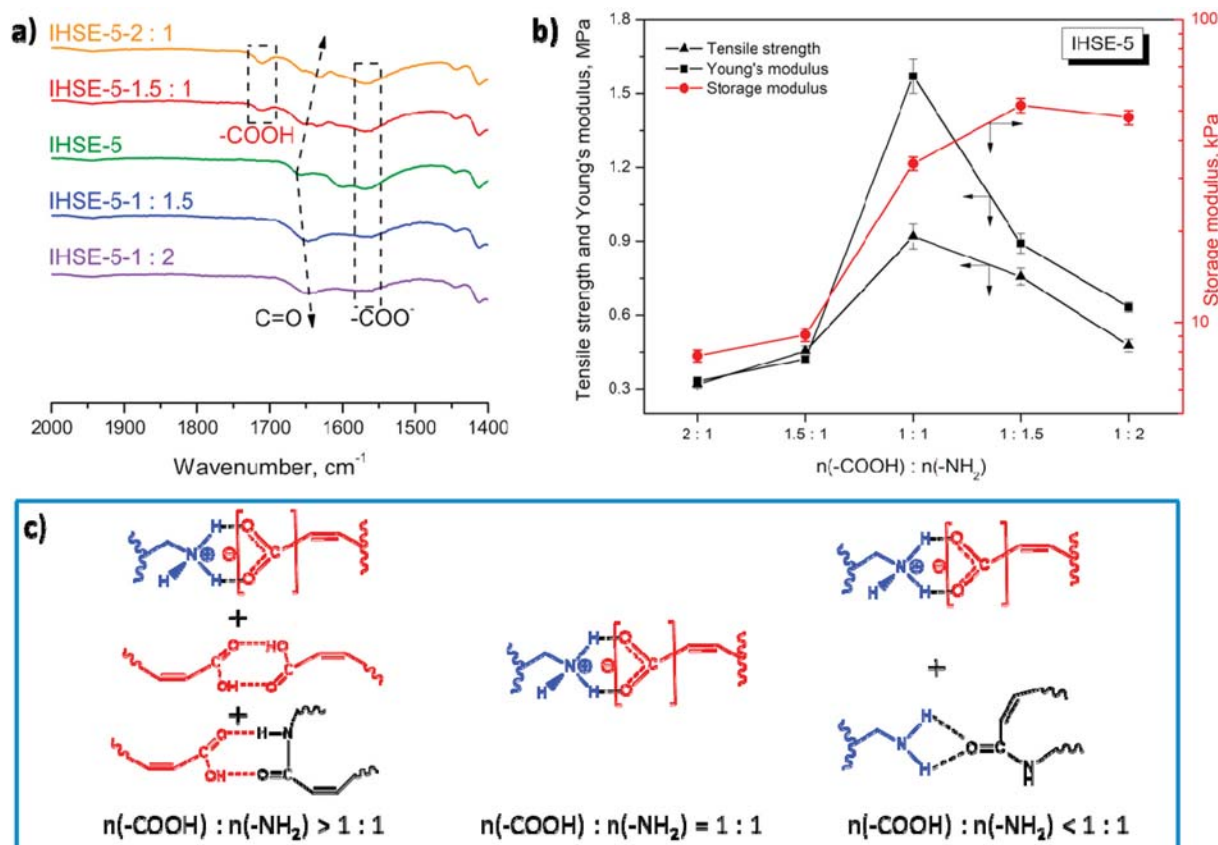 a)
IHSE-5-2 : 1
IHSE-5-1.5 : 1
-COOH
IHSE-5
IHSE-5-1 : 1.5
IHSE-5-1 : 2
C=O
-COO-
2000 1900 1800 1700 1600 1500 1400
Wavenumber, cm-1
b)
Tensile strength and Young's modulus, MPa
1.8
1.5
1.2
0.9
0.6
0.3
Tensile strength
Young's modulus
Storage modulus
IHSE-5
100
10
Storage modulus, kPa
2 : 1 1.5 : 1 1 : 1 1 : 1.5 1 : 2
n(-COOH) : n(-NH2)
c)
H O
N ⊕ ⊖ C
H H O
+
O HO
OH O
+
O H N
OH O C
n(-COOH) : n(-NH2) > 1 : 1
H O
N ⊕ ⊖ C
H H O
n(-COOH) : n(-NH2) = 1 : 1
H O
N ⊕ ⊖ C
H H O
+
H
N O C
H N
H
n(-COOH) : n(-NH2) < 1 : 1